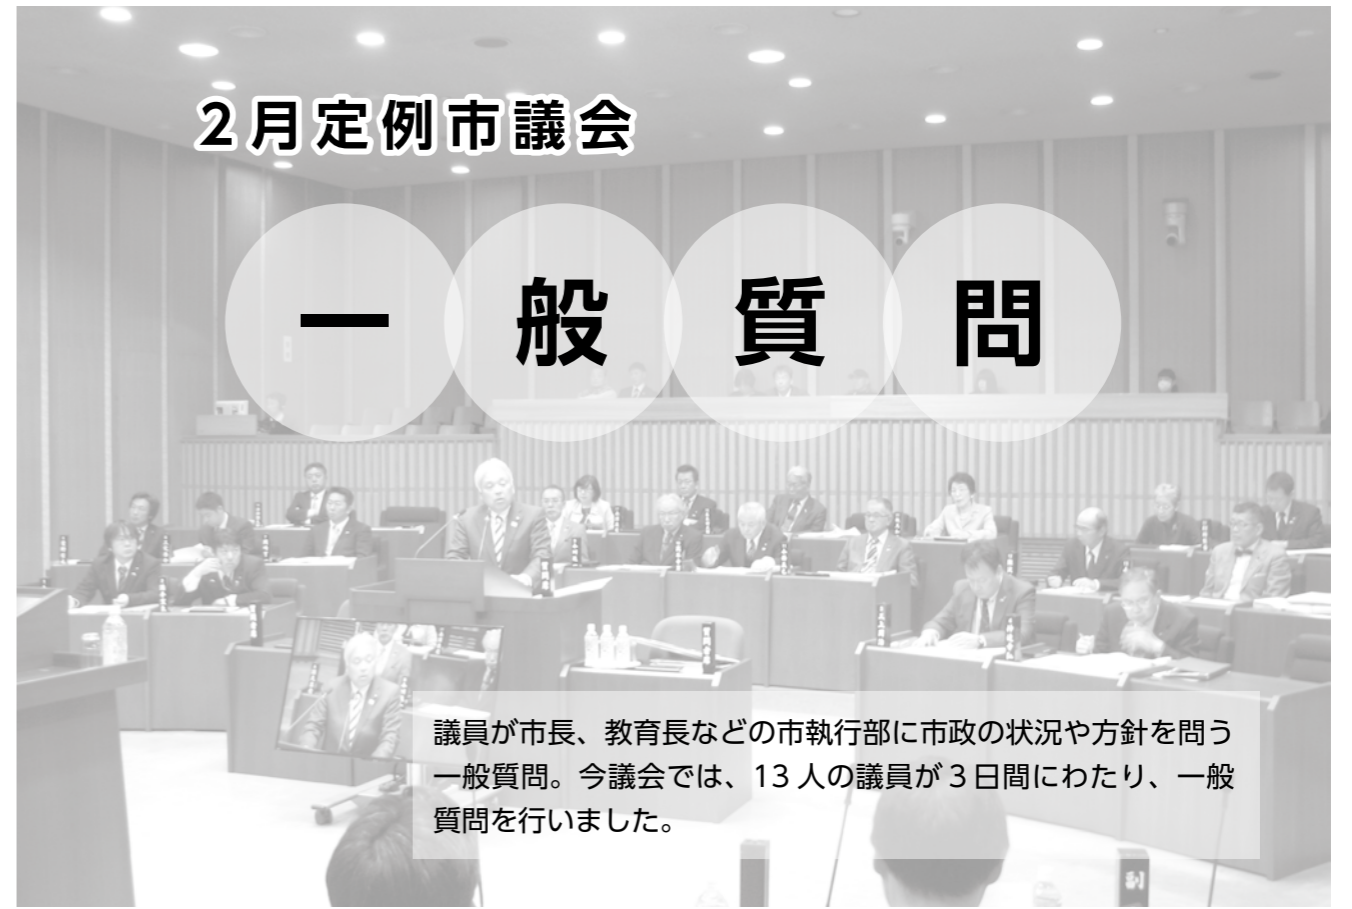 2月定例市議会
一般質問
議員が市長、教育長などの市執行部に市政の状況や方針を問う
一般質問。今議会では、13人の議員が3日間にわたり、一般
質問を行いました。
副